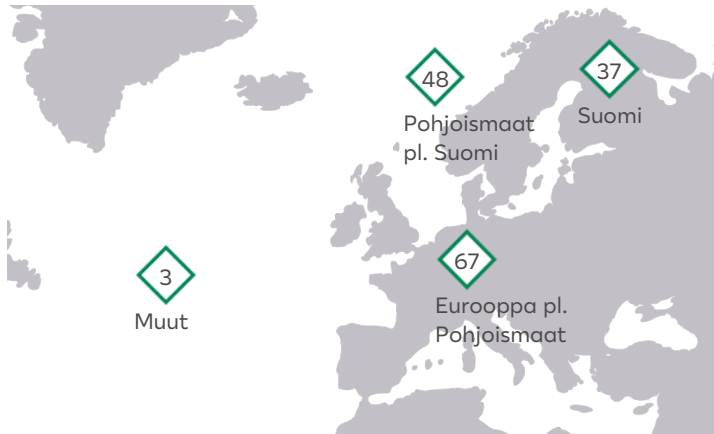 48
Pohjoismaat
pl. Suomi
37
Suomi
3
Muut
67
Eurooppa pl.
Pohjoismaat